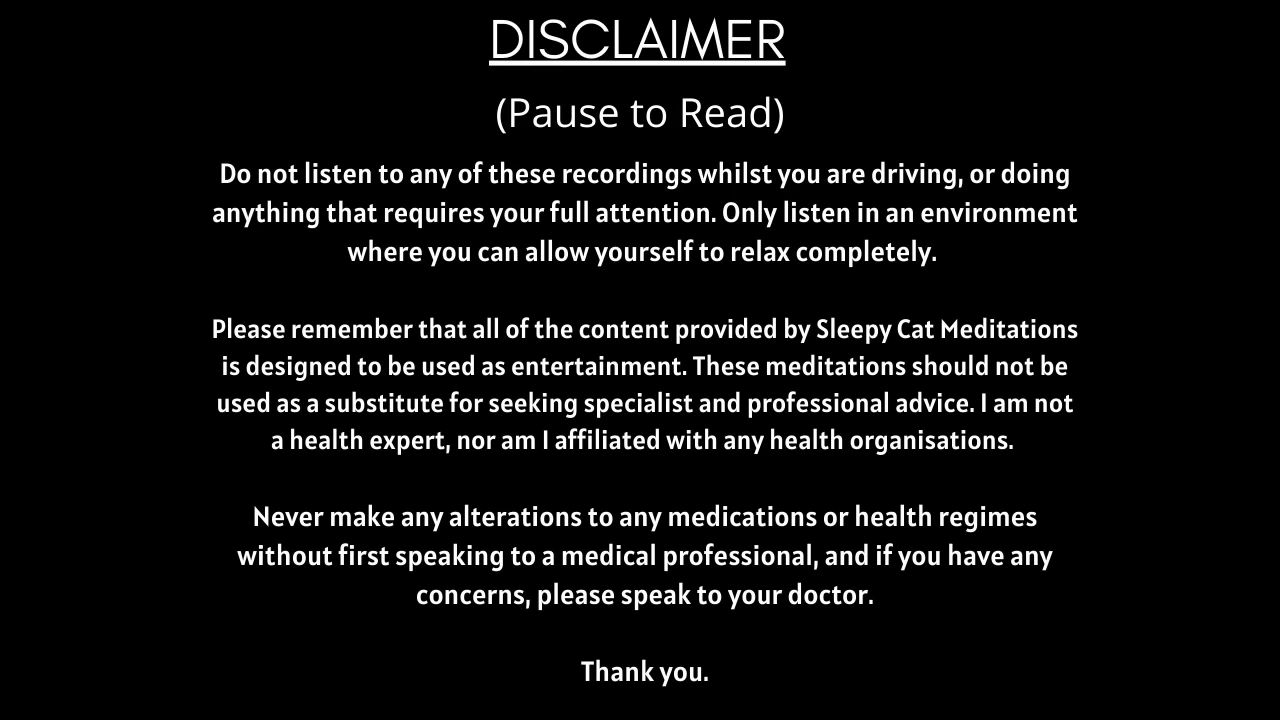 DISCLAIMER
(Pause to Read)
Do not listen to any of these recordings whilst you are driving, or doing
anything that requires your full attention. Only listen in an environment
where you can allow yourself to relax completely.
Please remember that all of the content provided by Sleepy Cat Meditations
is designed to be used as entertainment. These meditations should not be
used as a substitute for seeking specialist and professional advice. I am not
a health expert, nor am I affiliated with any health organisations.
Never make any alterations to any medications or health regimes
without first speaking to a medical professional, and if you have any
concerns, please speak to your doctor.
Thank you.